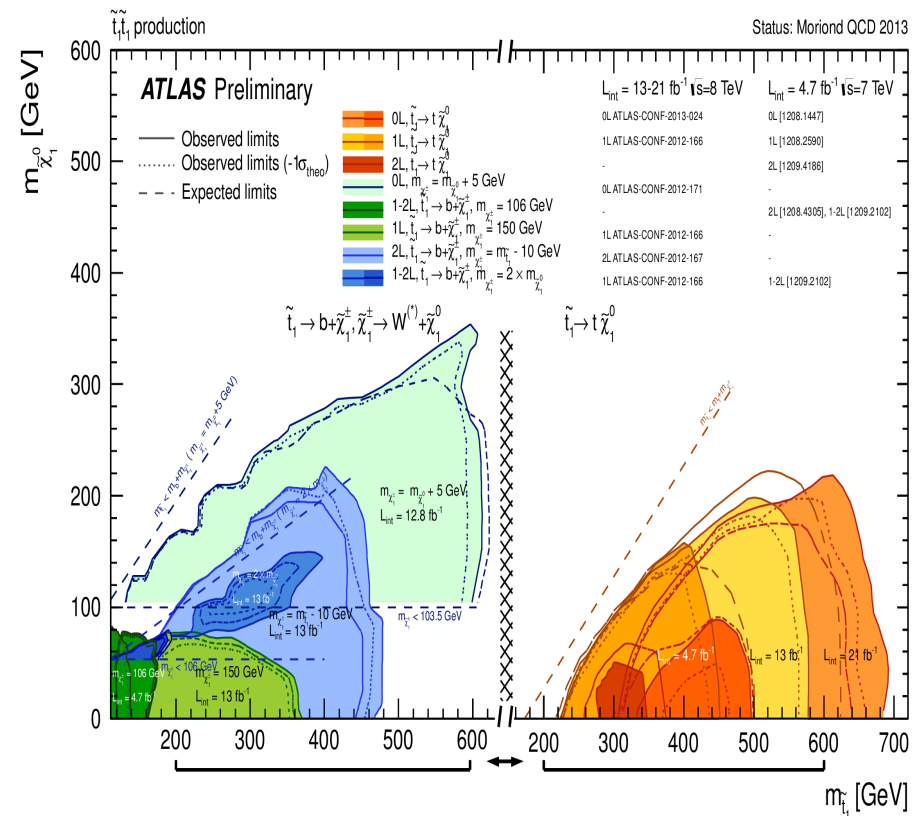 t̃₁t̃₁ production
Status: Moriond QCD 2013
ATLAS Preliminary
Observed limits
Observed limits (-1σ_theo)
Expected limits
L_int = 13-21 fb⁻¹ √s=8 TeV
L_int = 4.7 fb⁻¹ √s=7 TeV
0L, t̃₁→ t χ̃₁⁰
0L ATLAS-CONF-2013-024
0L [1208.1447]
1L, t̃₁→ t χ̃₁⁰
1L ATLAS-CONF-2012-166
1L [1208.2590]
2L, t̃₁→ t χ̃₁⁰
-
2L [1209.4186]
0L, m_χ̃₁± = m_χ̃₁⁰ + 5 GeV
0L ATLAS-CONF-2012-171
-
1-2L, t̃₁→ b+χ̃₁±, m_χ̃₁± = 106 GeV
-
2L [1208.4305], 1-2L [1209.2102]
1L, t̃₁→ b+χ̃₁±, m_χ̃₁± = 150 GeV
1L ATLAS-CONF-2012-166
-
2L, t̃₁→ b+χ̃₁±, m_χ̃₁± = m_t̃₁ - 10 GeV
2L ATLAS-CONF-2012-167
-
1-2L, t̃₁→ b+χ̃₁±, m_χ̃₁± = 2 × m_χ̃₁⁰
1L ATLAS-CONF-2012-166
1-2L [1209.2102]
t̃₁→ b+χ̃₁±, χ̃₁±→ W⁽*⁾+χ̃₁⁰
t̃₁→ t χ̃₁⁰
m_χ̃₁⁰ [GeV]
600
500
400
300
200
100
0
m_χ̃₁± = m_χ̃₁⁰ + 5 GeV
L_int = 12.8 fb⁻¹
L_int = 13 fb⁻¹
m_χ̃₁± = m_t̃₁ - 10 GeV
L_int = 13 fb⁻¹
m_χ̃₁± < 103.5 GeV
m_χ̃₁± < 106 GeV
m_χ̃₁± = 106 GeV
L_int = 4.7 fb⁻¹
m_χ̃₁± = 150 GeV
L_int = 13 fb⁻¹
L_int = 4.7 fb⁻¹
L_int = 13 fb⁻¹
L_int = 21 fb⁻¹
200 300 400 500 600
200 300 400 500 600 700
m_t̃₁ [GeV]